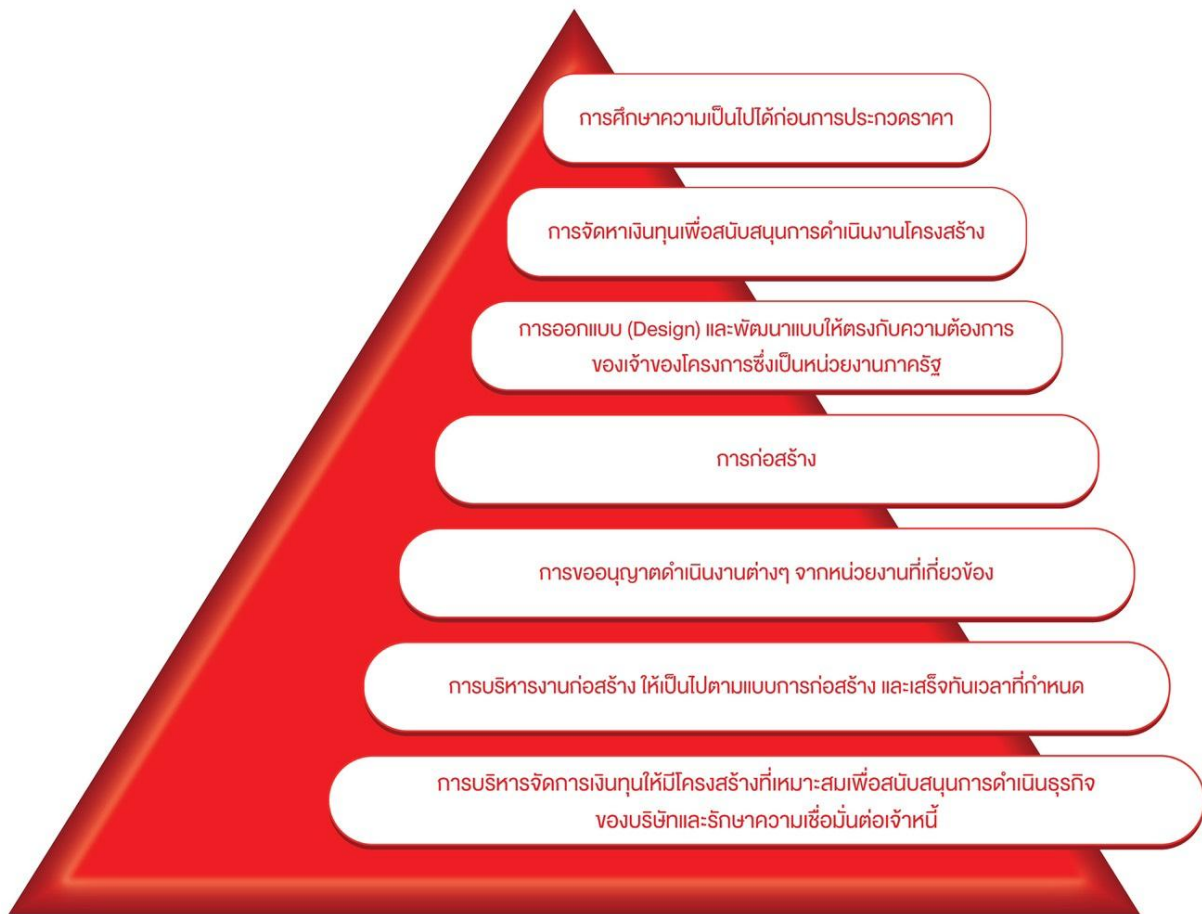 การศึกษาความเป็นไปได้ก่อนการประกวดราคา
การจัดหาเงินทุนเพื่อสนับสนุนการดำเนินงานโครงสร้าง
การออกแบบ (Design) และพัฒนาแบบให้ตรงกับความต้องการ
ของเจ้าของโครงการซึ่งเป็นหน่วยงานภาครัฐ
การก่อสร้าง
การขออนุญาตดำเนินงานต่างๆ จากหน่วยงานที่เกี่ยวข้อง
การบริหารงานก่อสร้าง ให้เป็นไปตามแบบการก่อสร้าง และเสร็จทันเวลาที่กำหนด
การบริหารจัดการเงินทุนให้มีโครงสร้างที่เหมาะสมเพื่อสนับสนุนการดำเนินธุรกิจ
ของบริษัทและรักษาความเชื่อมั่นต่อเจ้าหนี้